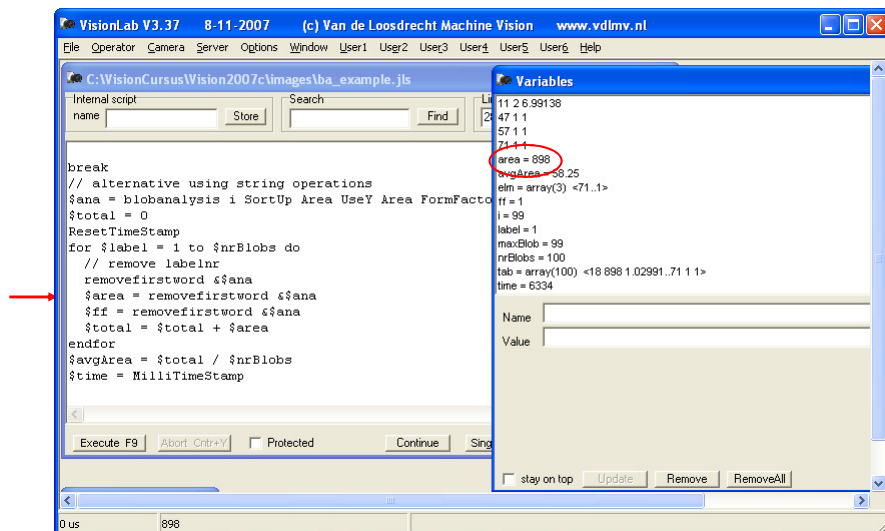 VisionLab V3.37 8-11-2007 (c) Van de Loosdrecht Machine Vision www.vdlmv.nl
File Operator Camera Server Options Window User1 User2 User3 User4 User5 User6 Help
C:\VisionCursus\Vision2007c\images\ba_example.jls
Internal script
name
Store
Search
Find
break
// alternative using string operations
$ana = blobanalysis i SortUp Area UseY Area FormFacto
$total = 0
ResetTimeStamp
for $label = 1 to $nrBlobs do
// remove labelnr
removefirstword &$ana
$area = removefirstword &$ana
$ff = removefirstword &$ana
$total = $total + $area
endfor
$avgArea = $total / $nrBlobs
$time = MilliTimeStamp
Execute F9
Abort Cntr+Y
Protected
Continue
Sing
Variables
11 2 6.99138
47 1 1
57 1 1
71 1 1
area = 898
avgArea = 58.25
elm = array(3) <71..1>
ff = 1
i = 99
label = 1
maxBlob = 99
nrBlobs = 100
tab = array(100) <18 898 1.02991..71 1 1>
time = 6334
Name
Value
stay on top
Update
Remove
RemoveAll
0 us
898